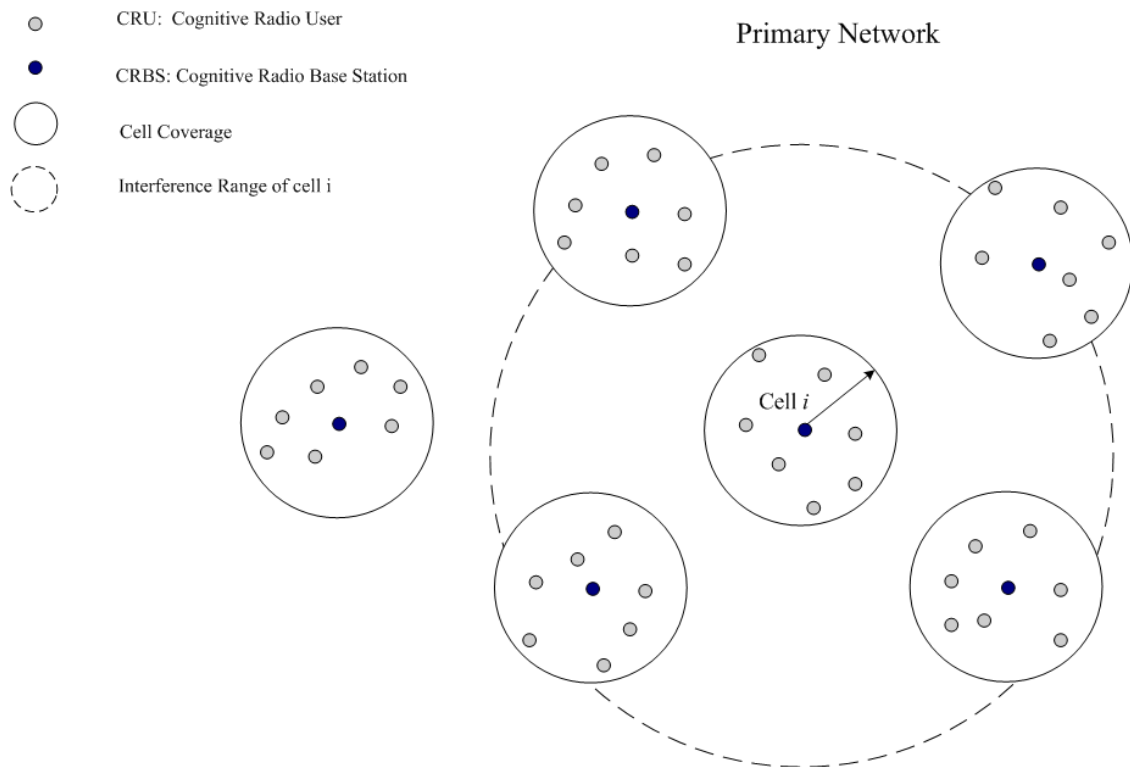 CRU: Cognitive Radio User
Primary Network
CRBS: Cognitive Radio Base Station
Cell Coverage
Interference Range of cell i
Cell i